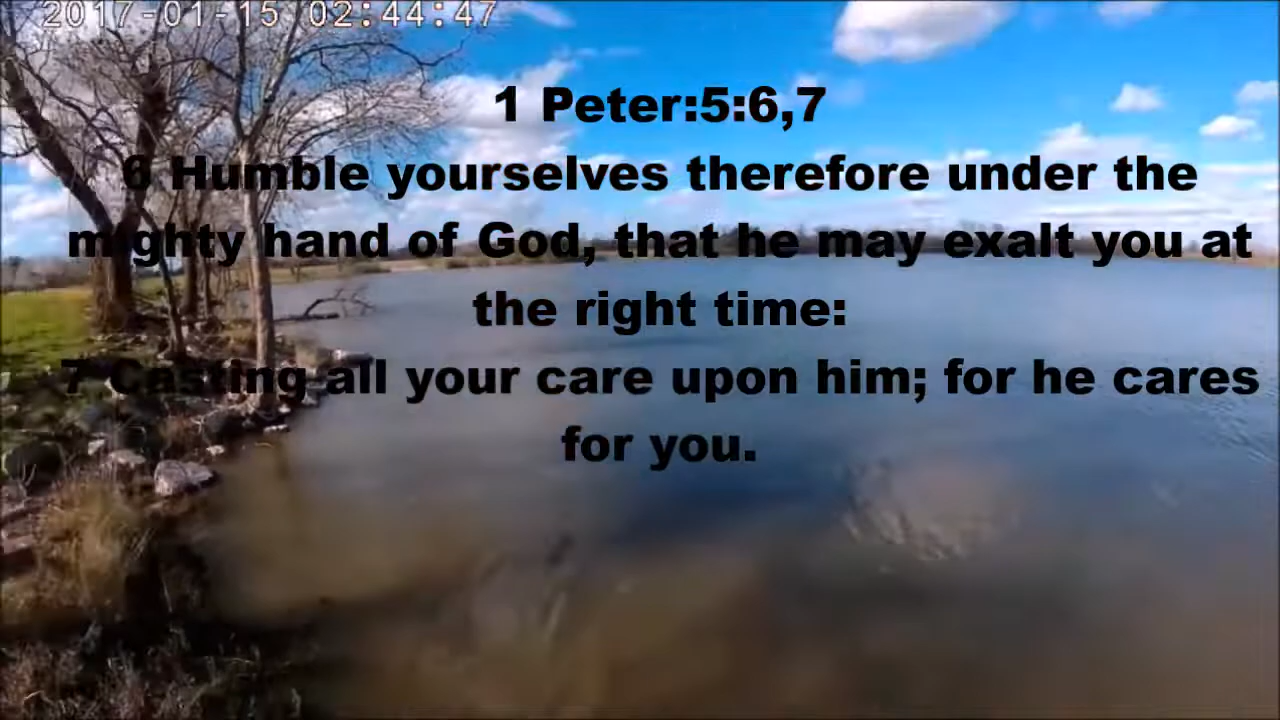 2017-01-15 02:44:47
1 Peter:5:6,7
6 Humble yourselves therefore under the
mighty hand of God, that he may exalt you at
the right time:
7 Casting all your care upon him; for he cares
for you.